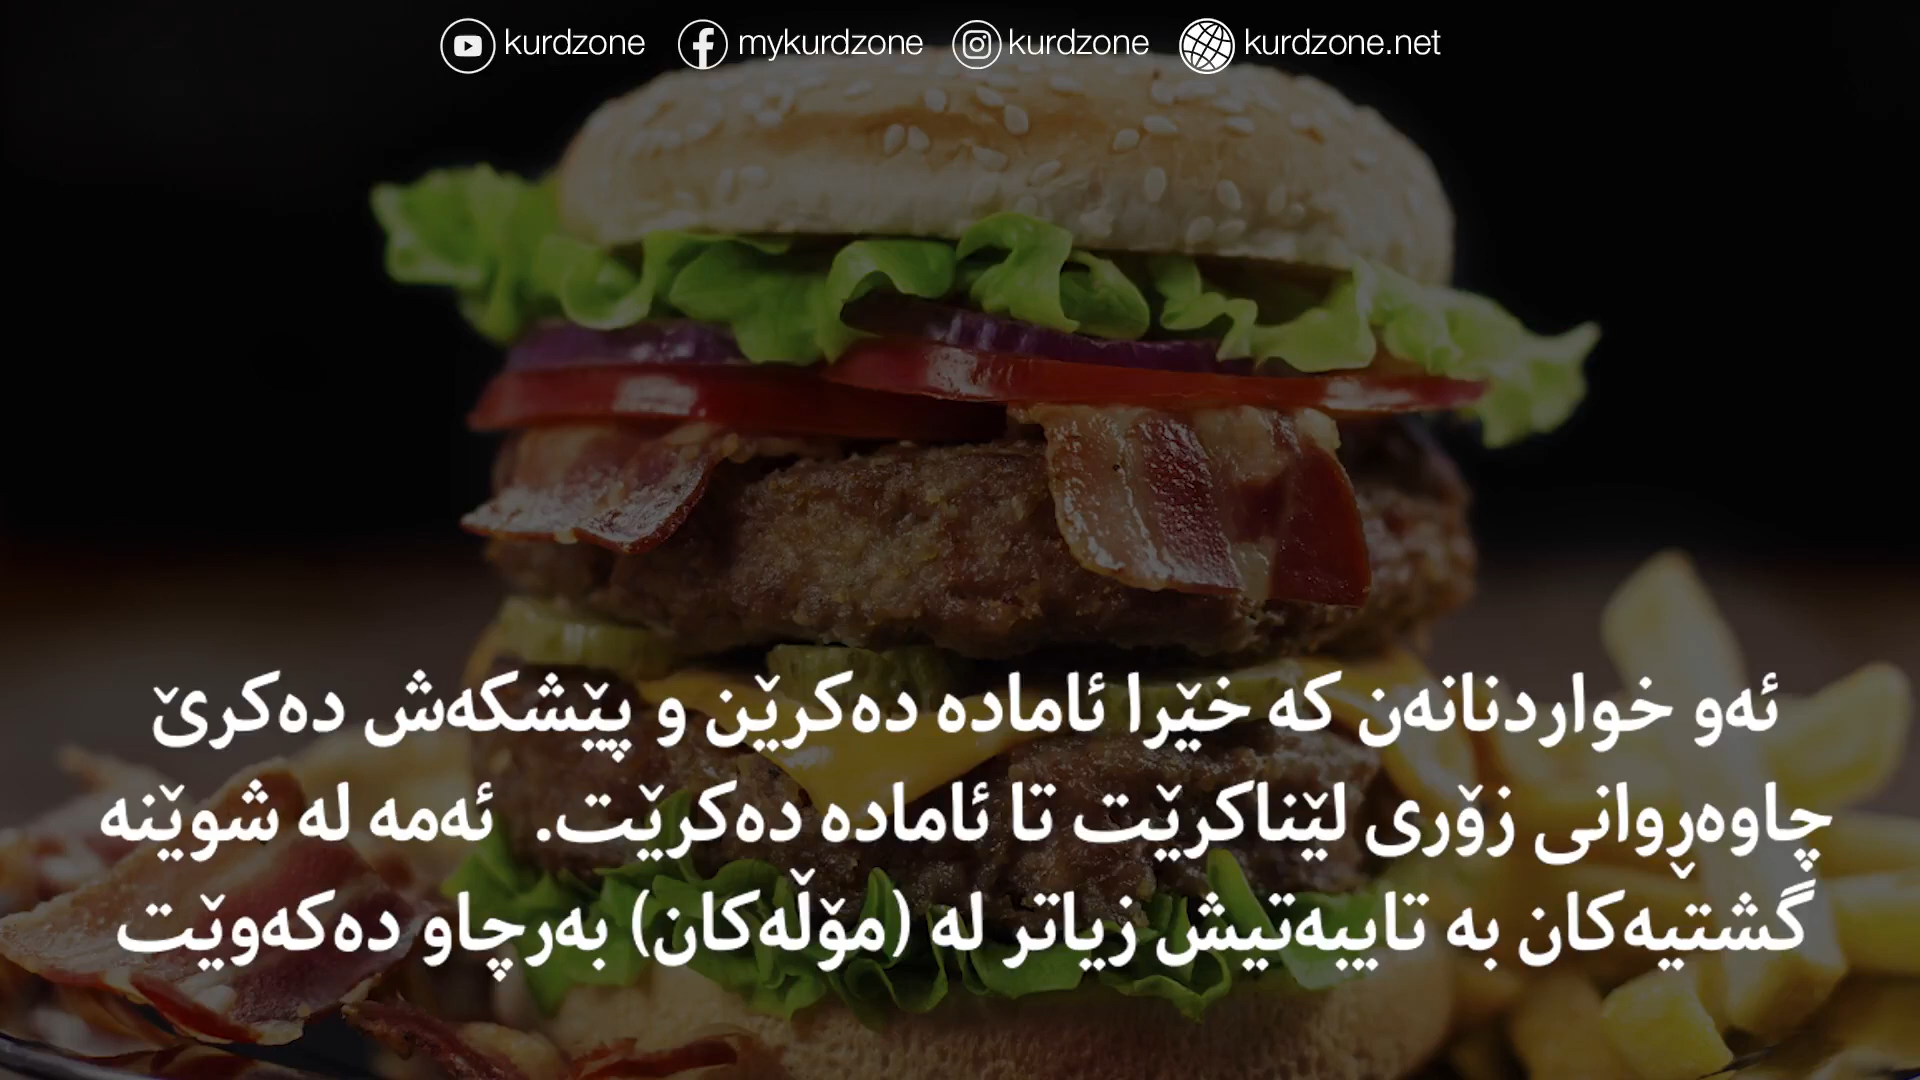 kurdzone mykurdzone kurdzone kurdzone.net
ئەو خواردنانەن کە خێرا ئامادە دەکرێن و پێشکەش دەکرێ
چاوەڕوانی زۆری لێناکرێت تا ئامادە دەکرێت. ئەمە لە شوێنە
گشتیەکان بە تایبەتیش زیاتر لە (مۆڵەکان) بەرچاو دەکەوێت